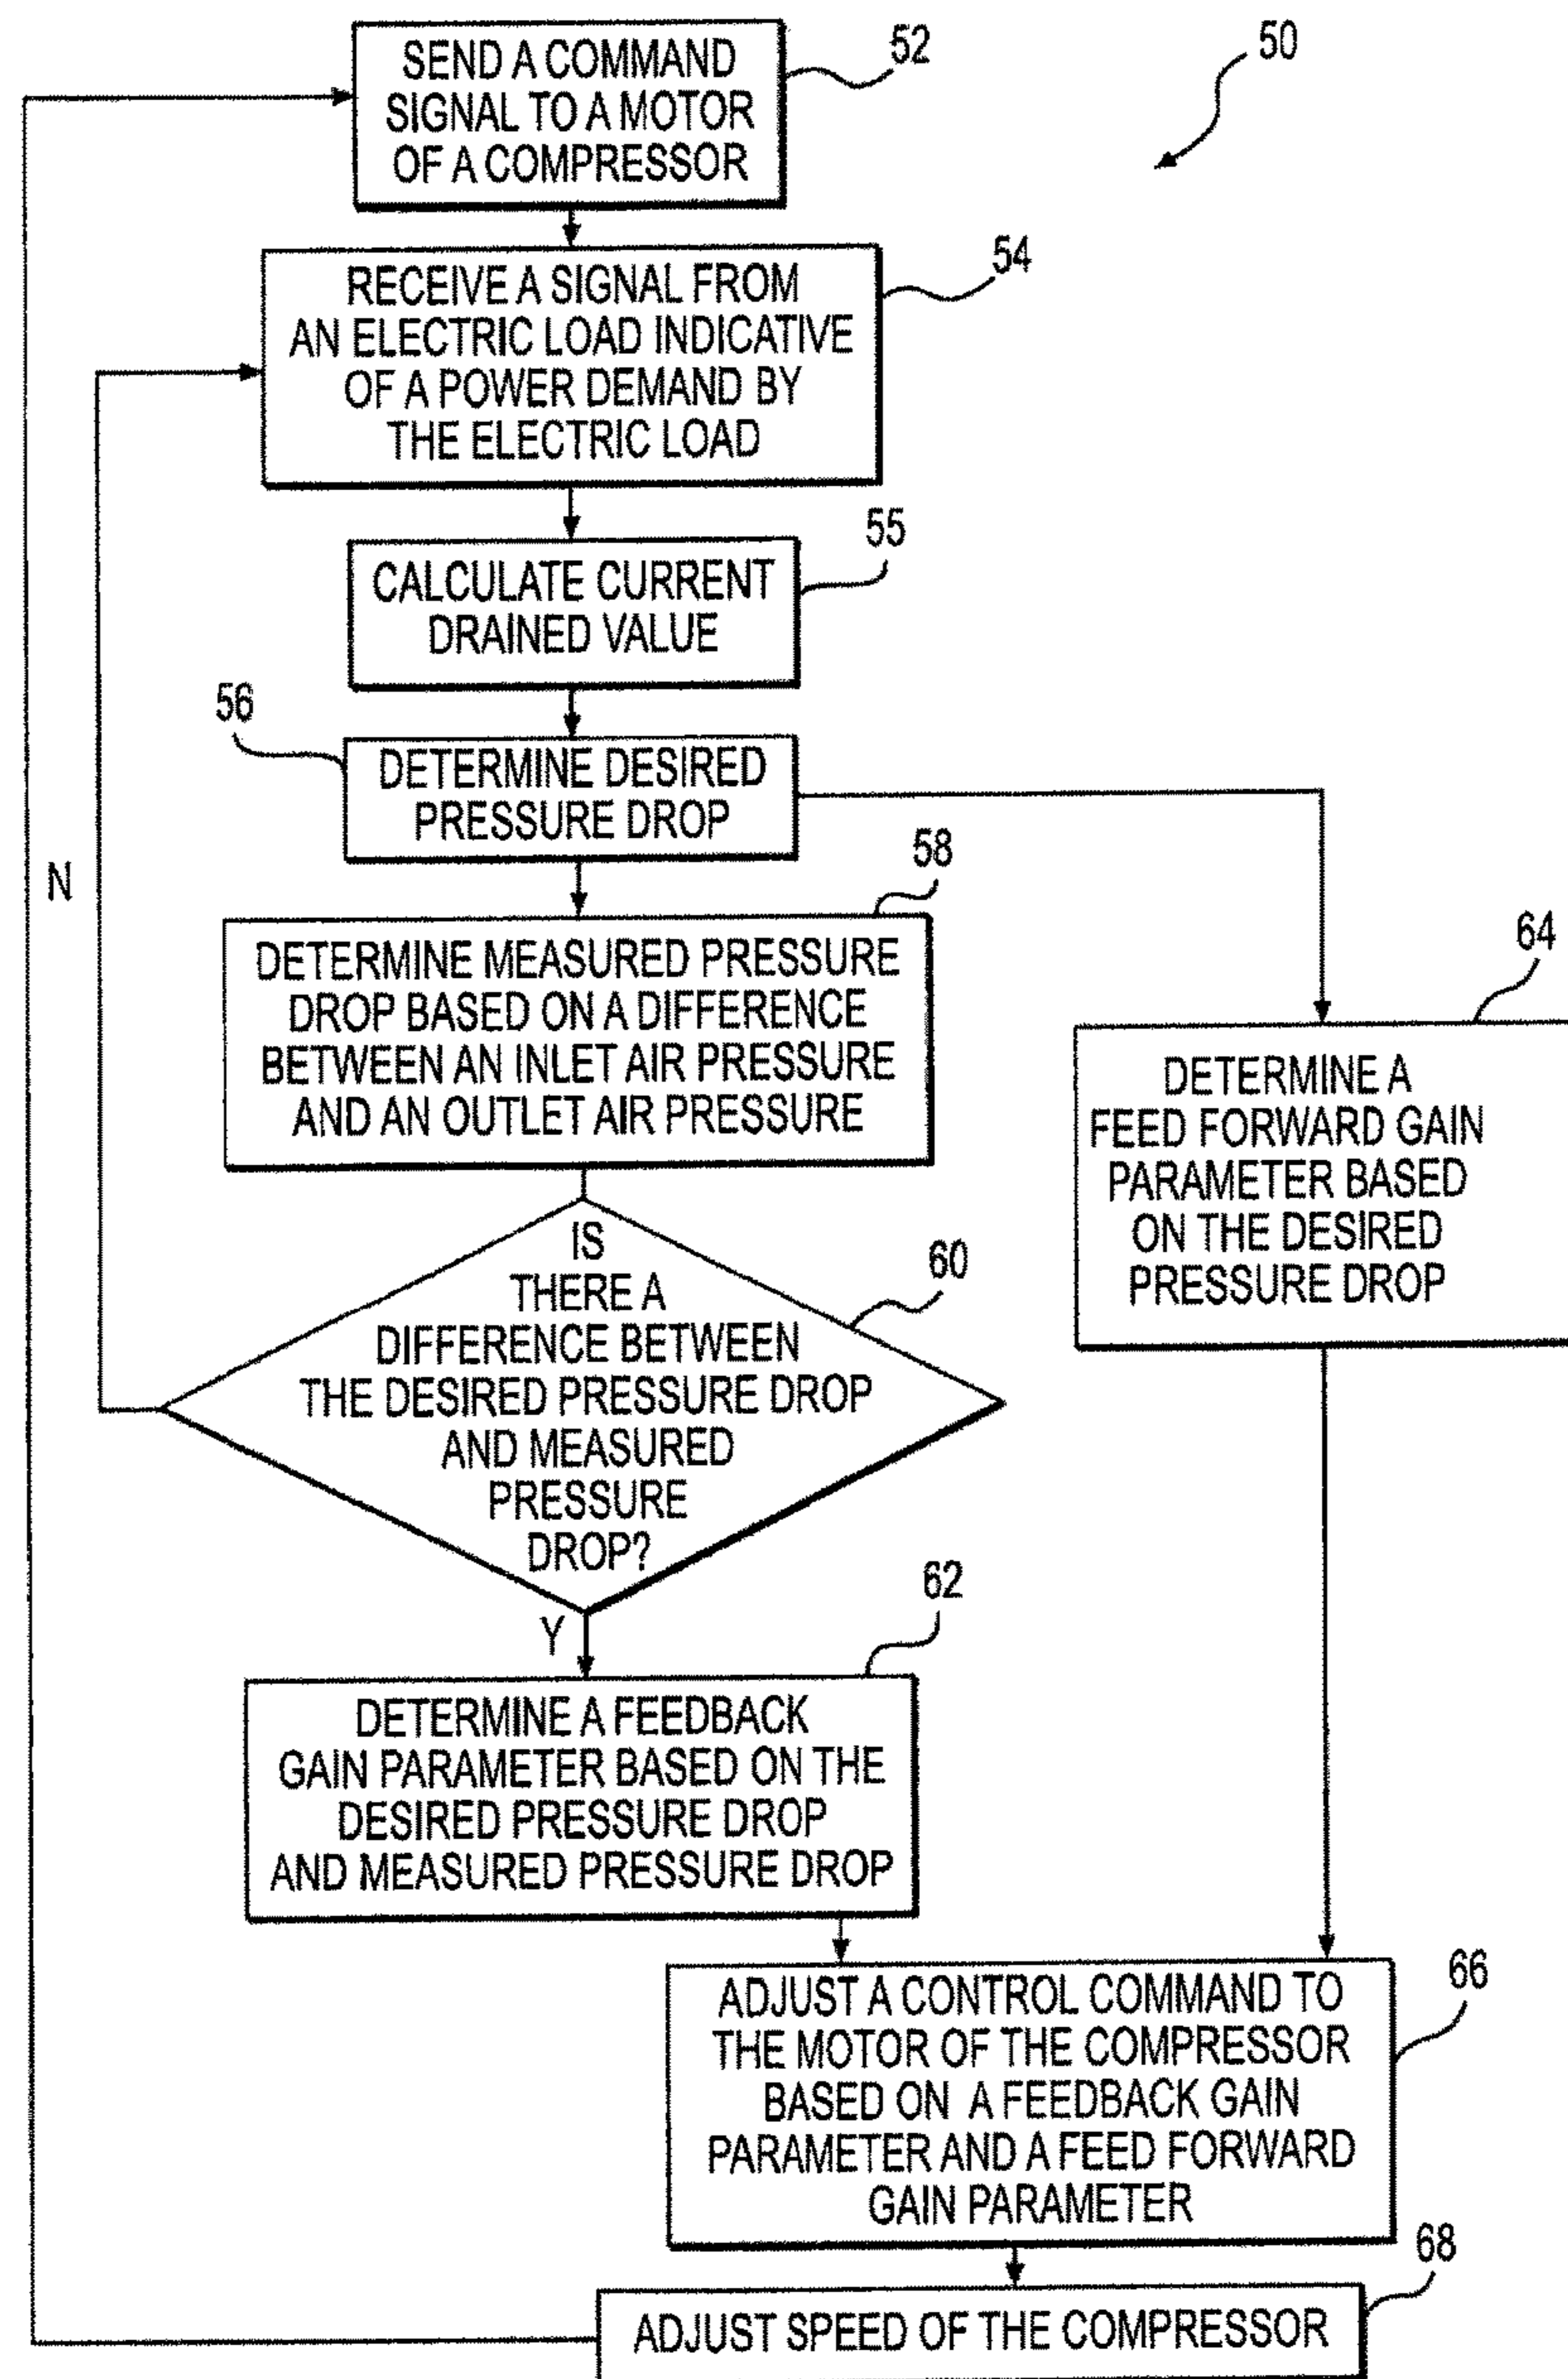 50
52
SEND A COMMAND
SIGNAL TO A MOTOR
OF A COMPRESSOR
54
RECEIVE A SIGNAL FROM
AN ELECTRIC LOAD INDICATIVE
OF A POWER DEMAND BY
THE ELECTRIC LOAD
55
CALCULATE CURRENT
DRAINED VALUE
56
DETERMINE DESIRED
PRESSURE DROP
N
58
DETERMINE MEASURED PRESSURE
DROP BASED ON A DIFFERENCE
BETWEEN AN INLET AIR PRESSURE
AND AN OUTLET AIR PRESSURE
64
DETERMINE A
FEED FORWARD GAIN
PARAMETER BASED
ON THE DESIRED
PRESSURE DROP
60
IS
THERE A
DIFFERENCE BETWEEN
THE DESIRED PRESSURE DROP
AND MEASURED
PRESSURE
DROP?
Y
62
DETERMINE A FEEDBACK
GAIN PARAMETER BASED ON THE
DESIRED PRESSURE DROP
AND MEASURED PRESSURE DROP
66
ADJUST A CONTROL COMMAND TO
THE MOTOR OF THE COMPRESSOR
BASED ON A FEEDBACK GAIN
PARAMETER AND A FEED FORWARD
GAIN PARAMETER
68
ADJUST SPEED OF THE COMPRESSOR